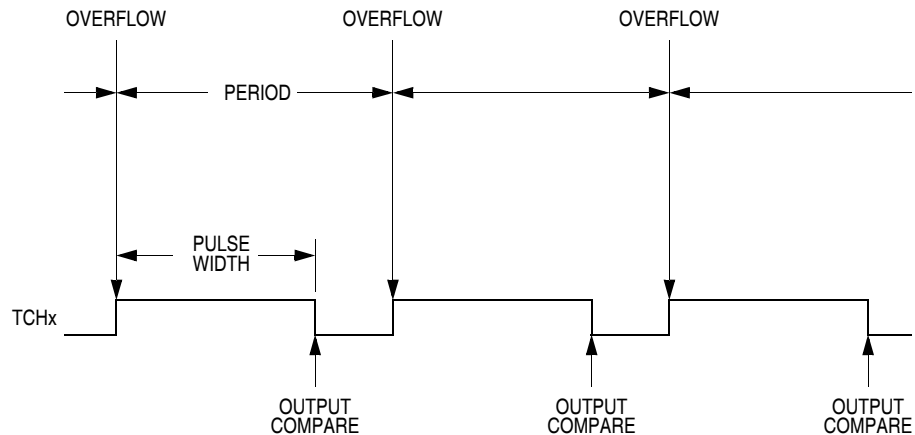 OVERFLOW
OVERFLOW
OVERFLOW
PERIOD
PULSE
WIDTH
TCHx
OUTPUT
COMPARE
OUTPUT
COMPARE
OUTPUT
COMPARE